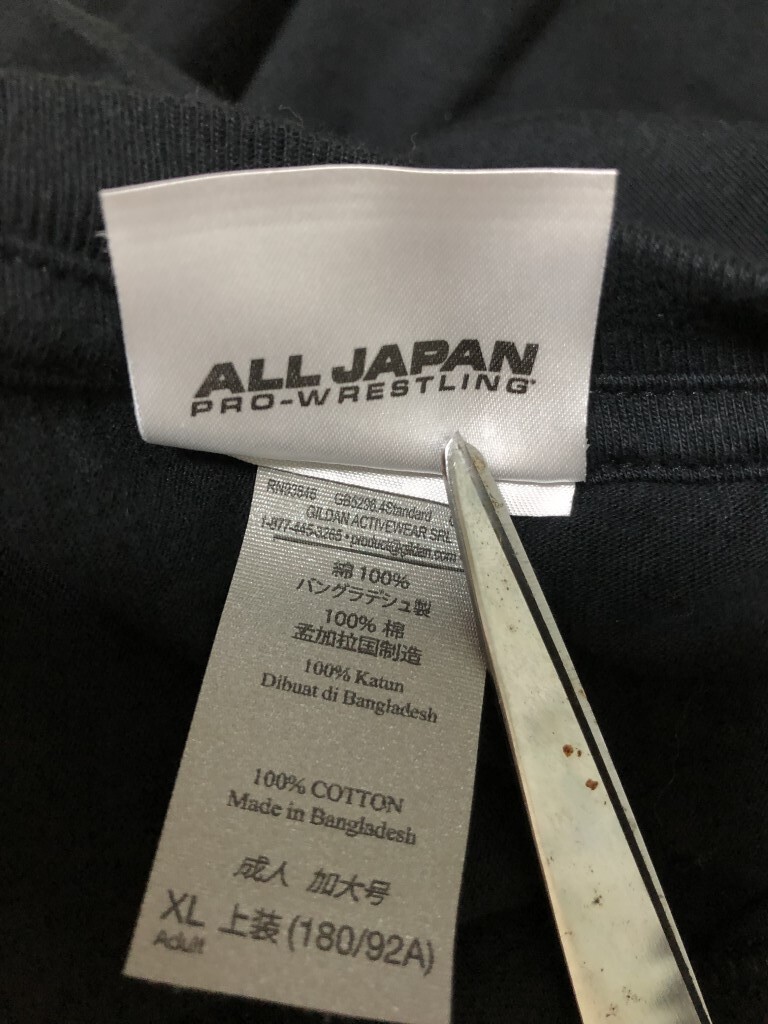 ALL JAPAN
PRO-WRESTLING
GB5296.4Standard
GILDAN ACTIVEWEAR SRL
1-877-445-3265 • product@gildan.com
綿 100%
バングラデシュ製
100% 棉
孟加拉国制造
100% Katun
Dibuat di Bangladesh
100% COTTON
Made in Bangladesh
成人 加大号
XL 上装 (180/92A)
Adult